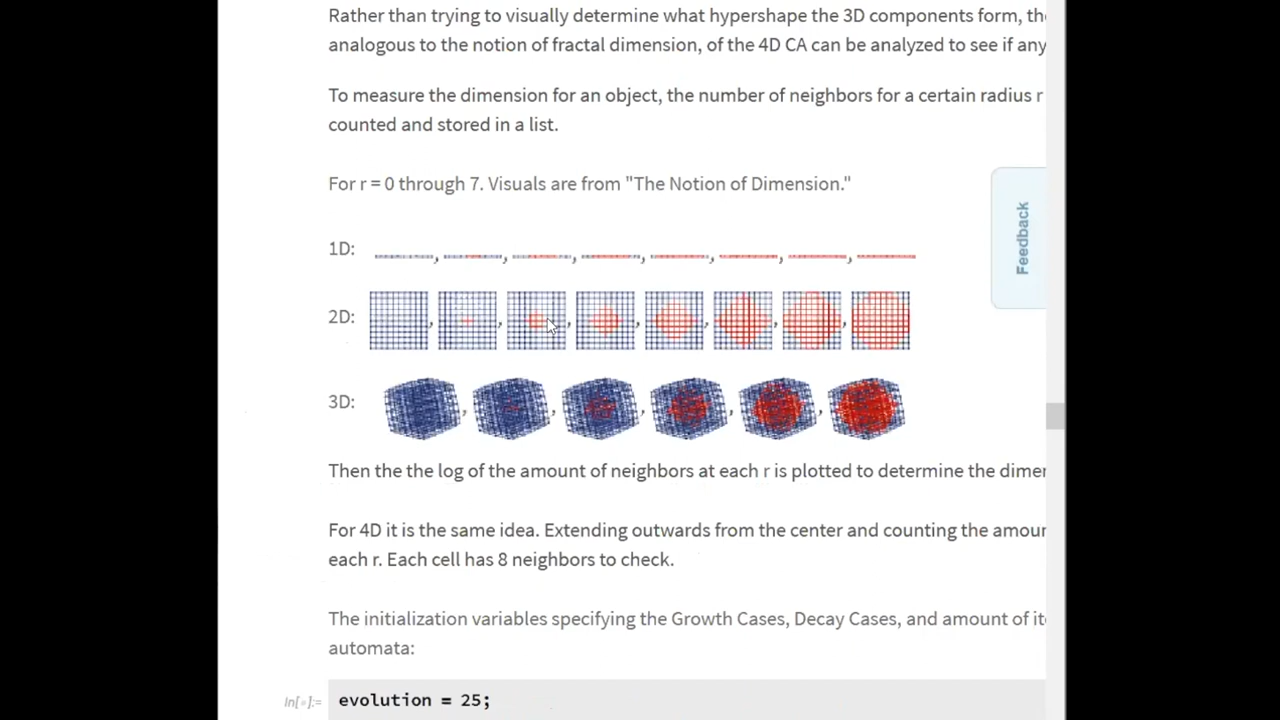 Rather than trying to visually determine what hypershape the 3D components form, the
analogous to the notion of fractal dimension, of the 4D CA can be analyzed to see if any
To measure the dimension for an object, the number of neighbors for a certain radius r
counted and stored in a list.
For r = 0 through 7. Visuals are from "The Notion of Dimension."
Feedback
1D: , , , , , , ,
2D: , , , , , , ,
3D: , , , , ,
Then the the log of the amount of neighbors at each r is plotted to determine the dimer
For 4D it is the same idea. Extending outwards from the center and counting the amour
each r. Each cell has 8 neighbors to check.
The initialization variables specifying the Growth Cases, Decay Cases, and amount of it
automata:
In[∘]:= evolution = 25;